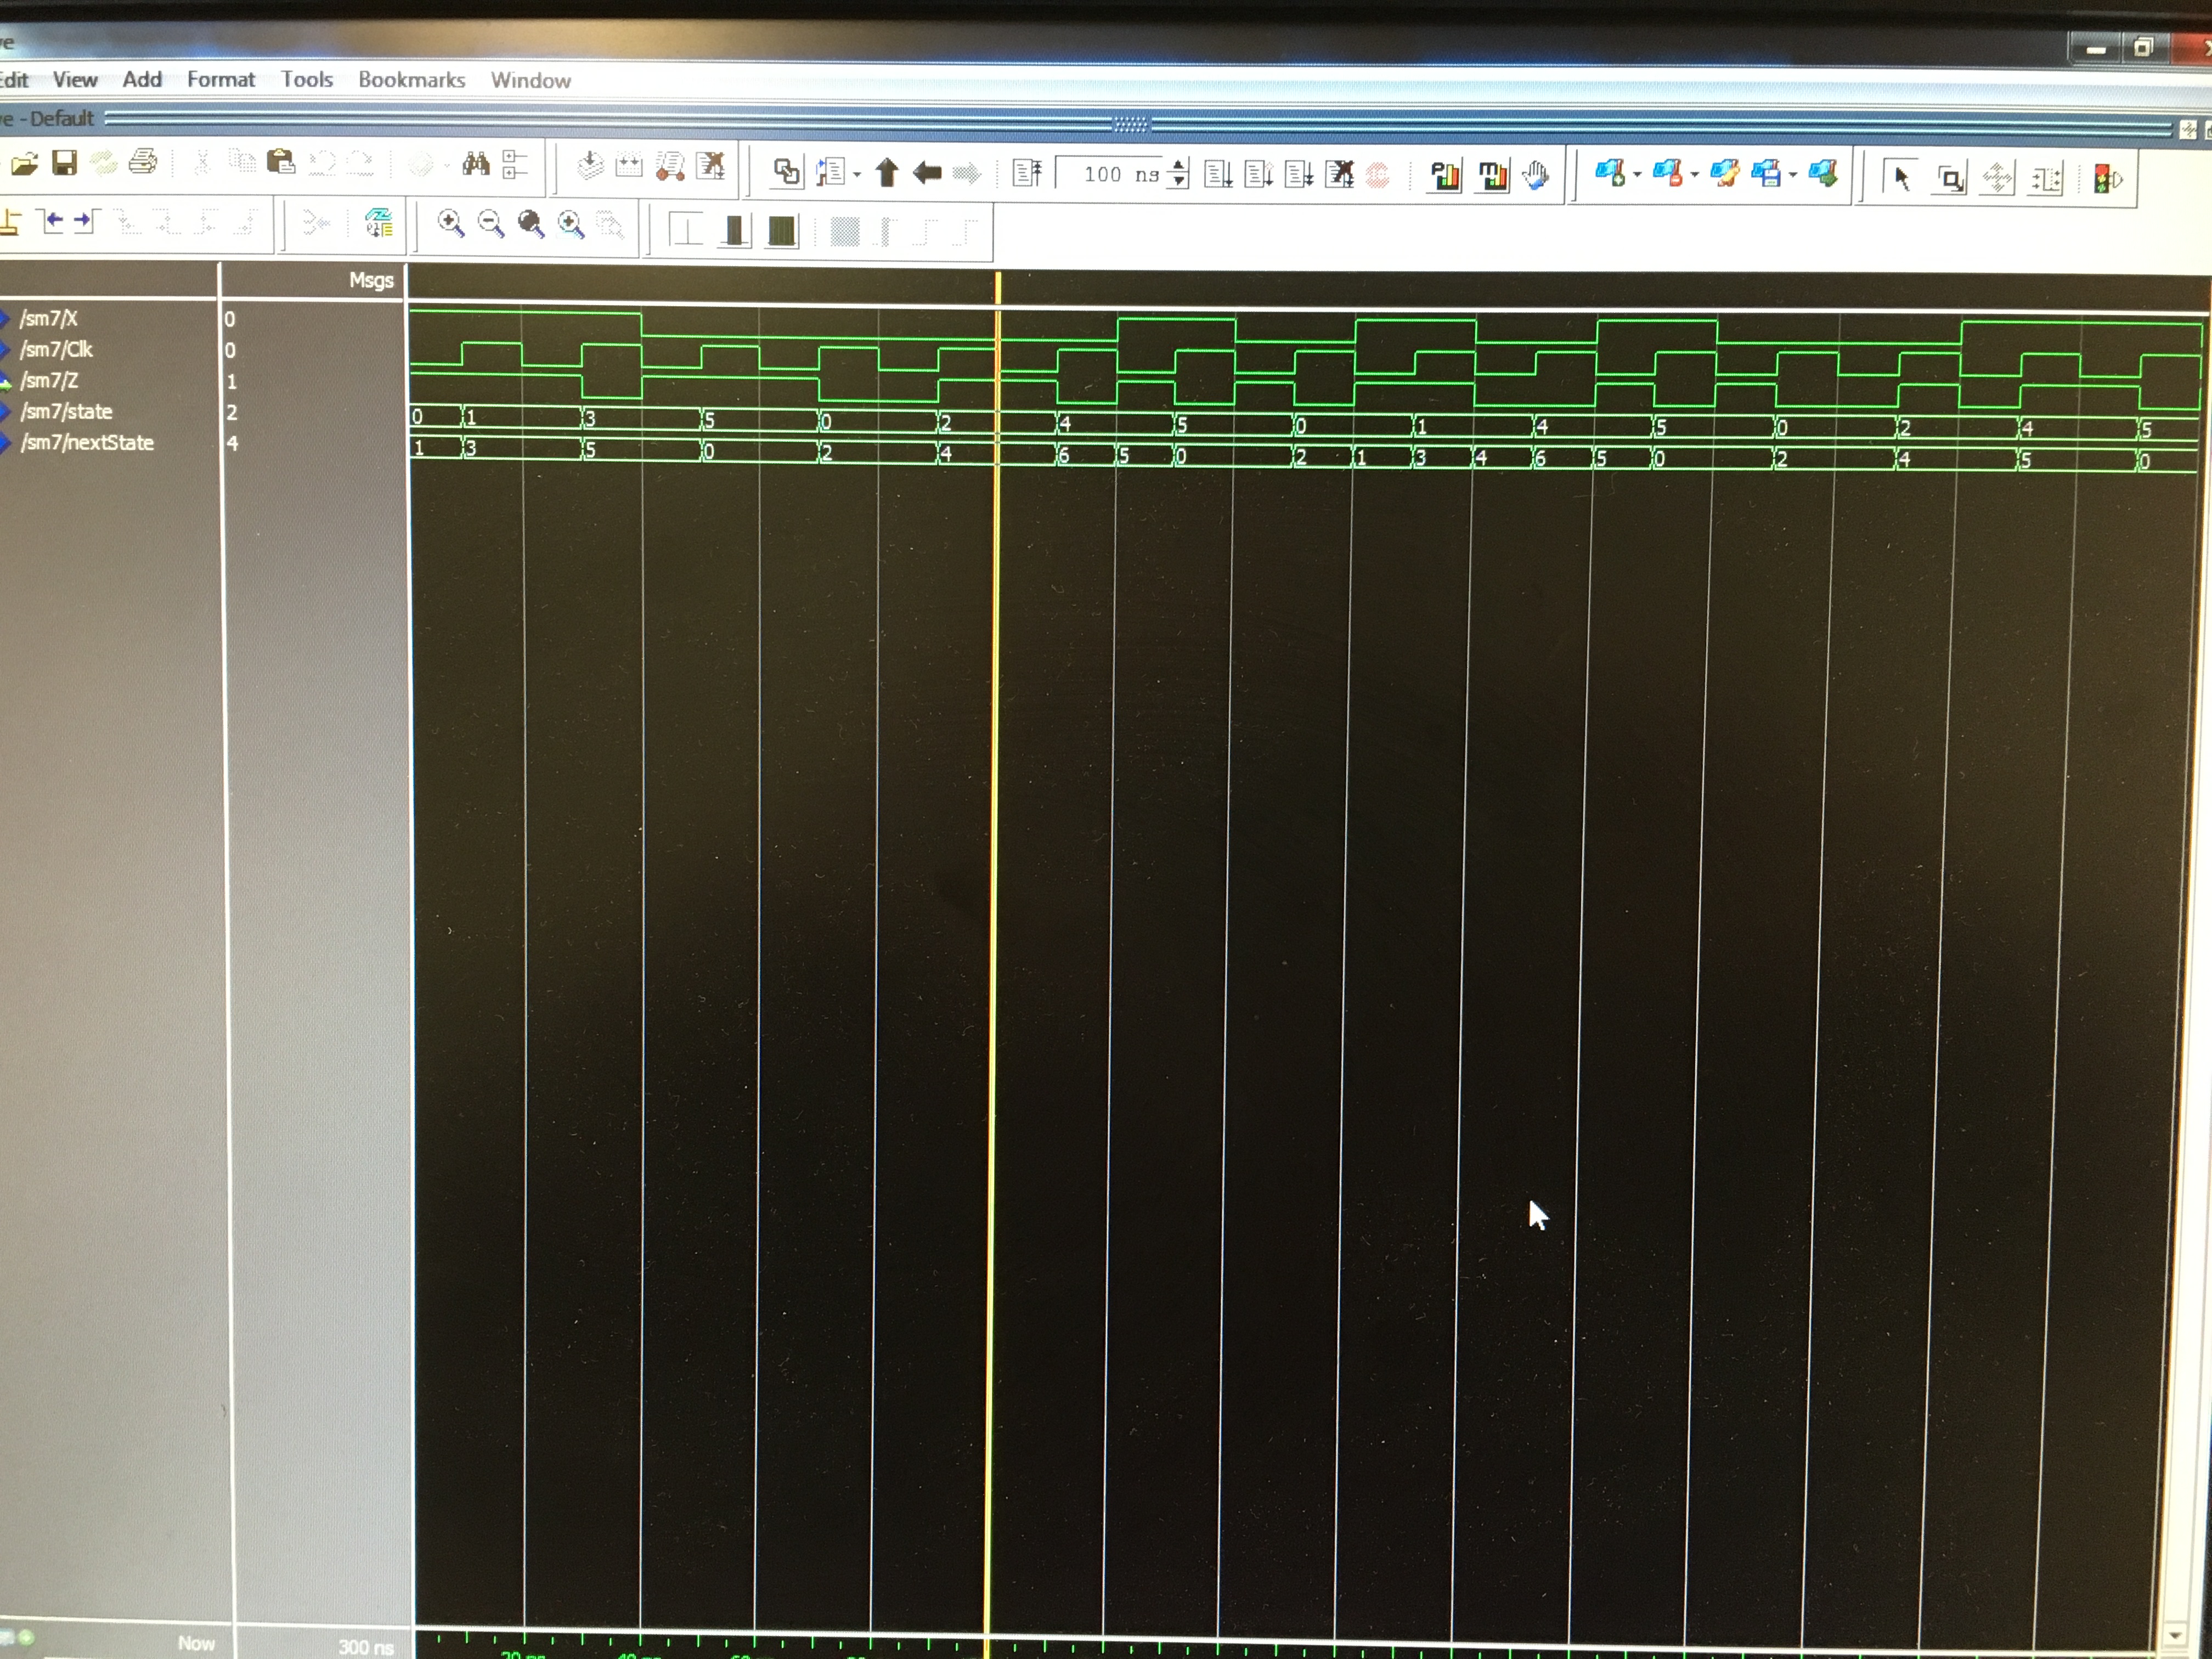 Edit View Add Format Tools Bookmarks Window
- Default
100 ns
Msgs
/sm7/X 0
/sm7/Clk 0
/sm7/Z 1
/sm7/state 2 0 1 3 5 0 2 4 5 0 1 4 5 0 2 4 5
/sm7/nextState 4 1 3 5 0 2 4 6 5 0 2 1 3 4 6 5 0 2 4 5 0
Now 300 ns